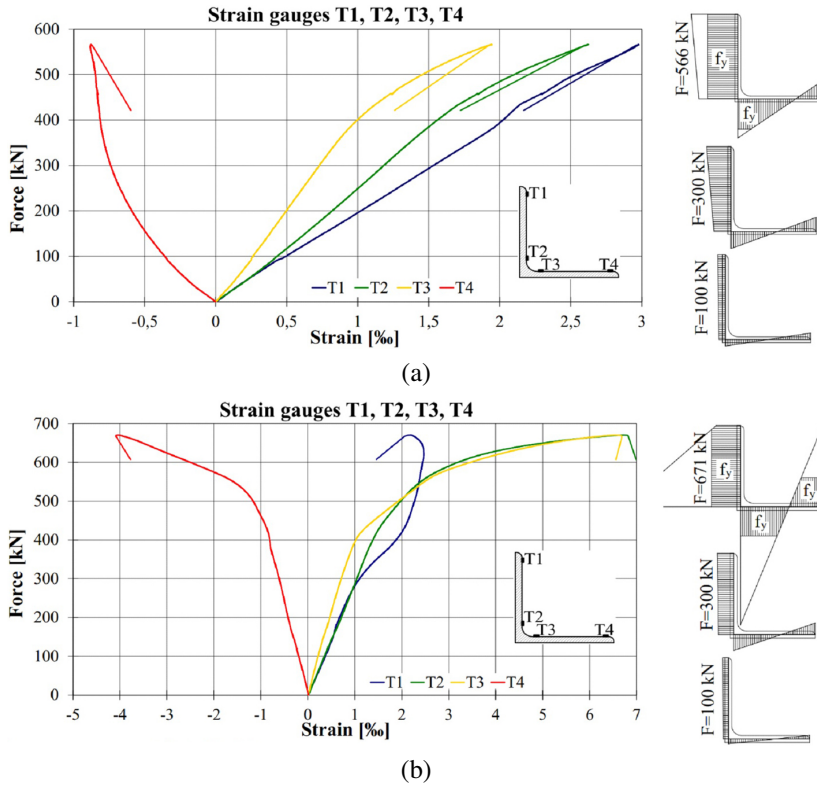 Strain gauges T1, T2, T3, T4
Force [kN]
600
500
400
300
200
100
0
-1 -0,5 0 0,5 1 1,5 2 2,5 3
Strain [‰]
T1 T2 T3 T4
T1
T2
T3 T4
F=566 kN
fy
fy
F=300 kN
F=100 kN
(a)
Strain gauges T1, T2, T3, T4
Force [kN]
700
600
500
400
300
200
100
0
-5 -4 -3 -2 -1 0 1 2 3 4 5 6 7
Strain [‰]
T1 T2 T3 T4
T1
T2
T3 T4
F=671 kN
fy
fy
fy
F=300 kN
F=100 kN
(b)